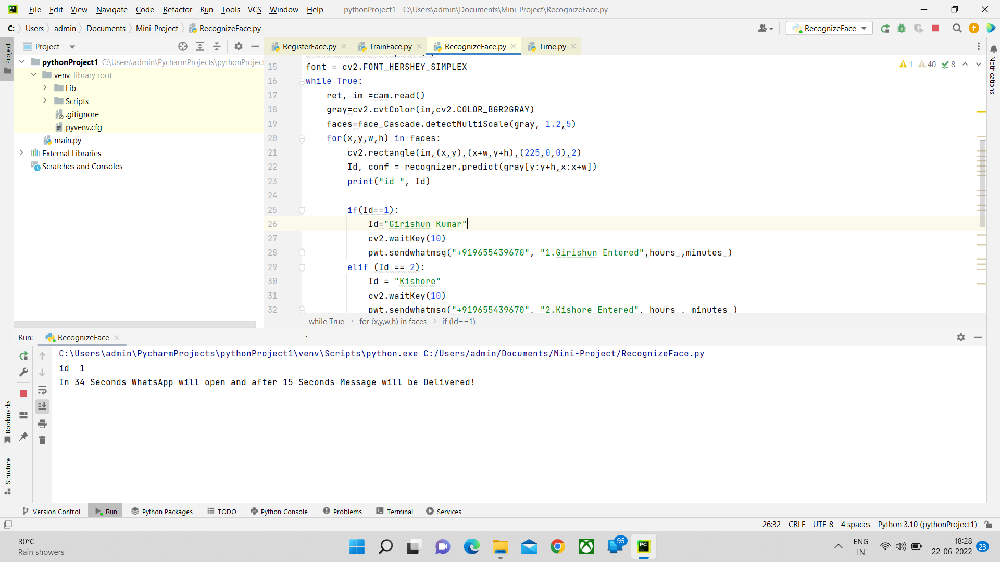 File Edit View Navigate Code Refactor Run Tools VCS Window Help pythonProject1 - C:\Users\admin\Documents\Mini-Project\RecognizeFace.py
C: Users admin Documents Mini-Project RecognizeFace.py RecognizeFace
Project
Project
RegisterFace.py TrainFace.py RecognizeFace.py Time.py
Notifications
pythonProject1 C:\Users\admin\PycharmProjects\pythonProject
venv library root
Lib
Scripts
.gitignore
pyvenv.cfg
main.py
External Libraries
Scratches and Consoles
1 40 8
15 font = cv2.FONT_HERSHEY_SIMPLEX
16 while True:
17 ret, im =cam.read()
18 gray=cv2.cvtColor(im,cv2.COLOR_BGR2GRAY)
19 faces=face_Cascade.detectMultiScale(gray, 1.2,5)
20 for(x,y,w,h) in faces:
21 cv2.rectangle(im,(x,y),(x+w,y+h),(225,0,0),2)
22 Id, conf = recognizer.predict(gray[y:y+h,x:x+w])
23 print("id ", Id)
24
25 if(Id==1):
26 Id="Girishun Kumar"
27 cv2.waitKey(10)
28 pwt.sendwhatmsg("+919655439670", "1.Girishun Entered",hours_,minutes_)
29 elif (Id == 2):
30 Id = "Kishore"
31 cv2.waitKey(10)
32 pwt.sendwhatmsg("+919655439670", "2.Kishore Entered", hours_, minutes_)
while True for (x,y,w,h) in faces if (Id==1)
Run: RecognizeFace
C:\Users\admin\PycharmProjects\pythonProject1\venv\Scripts\python.exe C:/Users/admin/Documents/Mini-Project/RecognizeFace.py
id  1
In 34 Seconds WhatsApp will open and after 15 Seconds Message will be Delivered!
Bookmarks
Structure
Version Control Run Python Packages TODO Python Console Problems Terminal Services
26:32 CRLF UTF-8 4 spaces Python 3.10 (pythonProject1)
30°C
Rain showers
PC
95
ENG
IN
18:28
22-06-2022
23